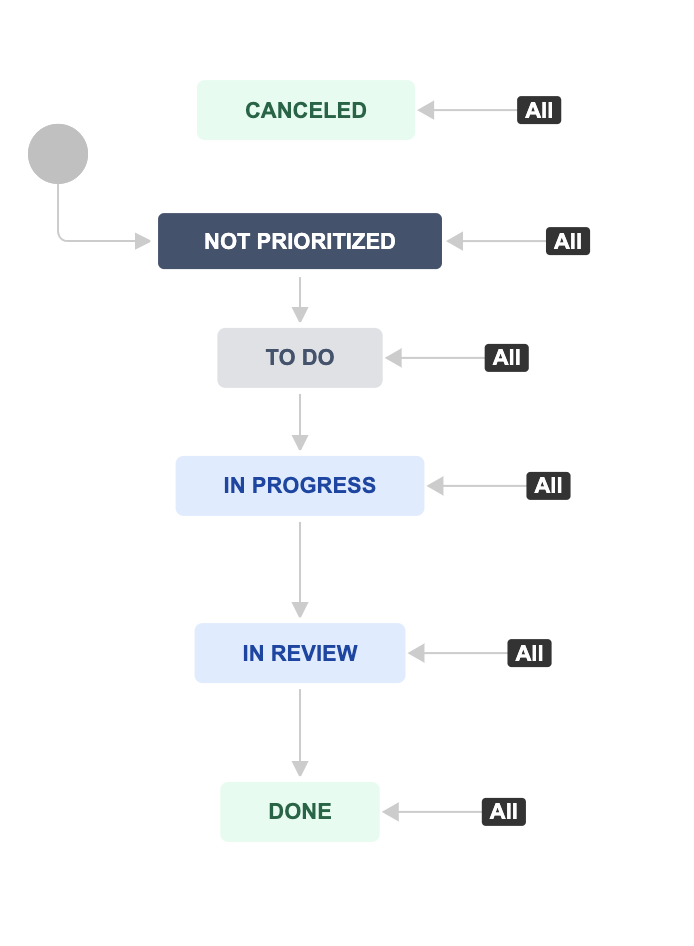 CANCELED
All
NOT PRIORITIZED
All
TO DO
All
IN PROGRESS
All
IN REVIEW
All
DONE
All